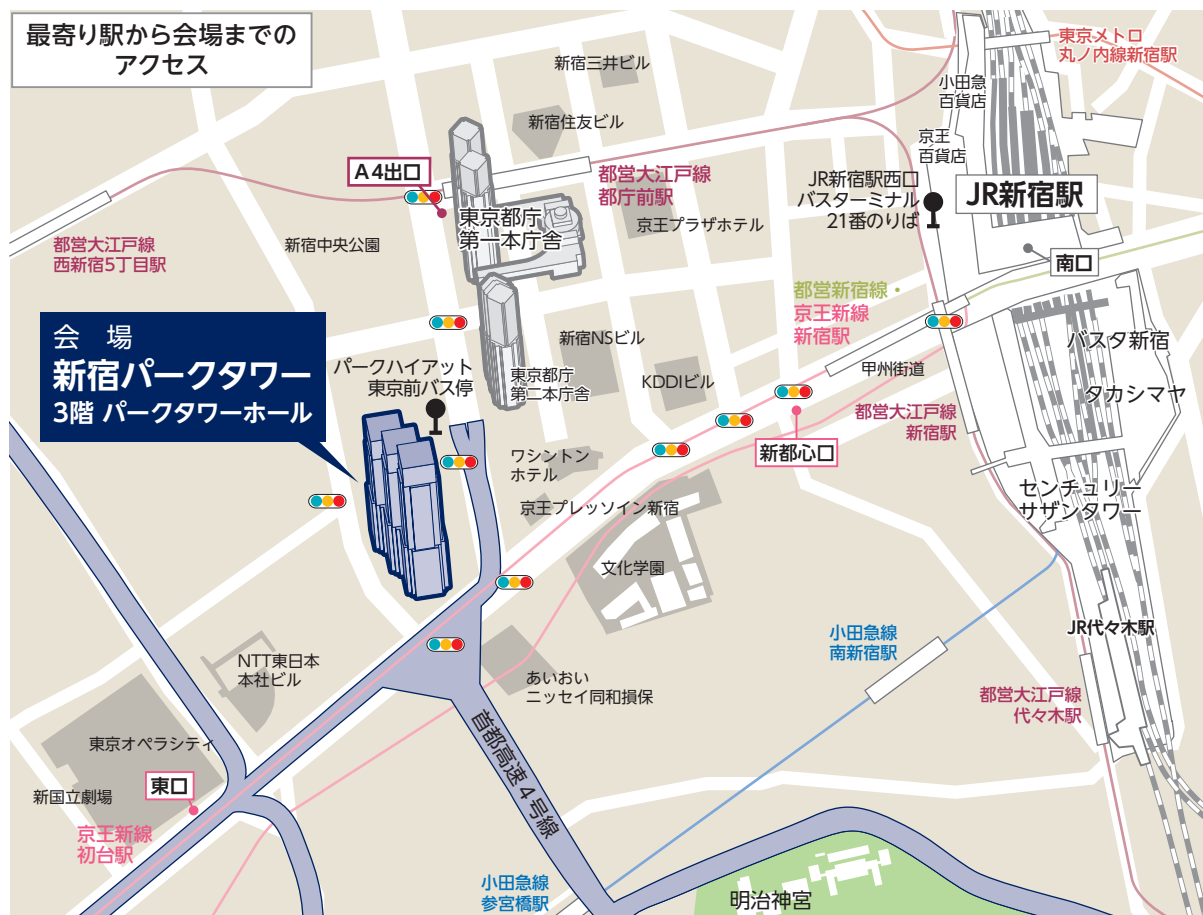 最寄り駅から会場までの
アクセス
東京メトロ
丸ノ内線新宿駅
新宿三井ビル
小田急
百貨店
新宿住友ビル
京王
百貨店
A4出口
都営大江戸線
都庁前駅
JR新宿駅西口
バスターミナル
21番のりば
JR新宿駅
東京都庁
第一本庁舎
京王プラザホテル
都営大江戸線
西新宿5丁目駅
新宿中央公園
南口
都営新宿線・
京王新線
新宿駅
会 場
新宿パークタワー
3階 パークタワーホール
パークハイアット
東京前バス停
新宿NSビル
東京都庁
第二本庁舎
KDDIビル
甲州街道
バスタ新宿
タカシマヤ
都営大江戸線
新宿駅
新都心口
ワシントン
ホテル
京王プレッソイン新宿
センチュリー
サザンタワー
文化学園
小田急線
南新宿駅
JR代々木駅
NTT東日本
本社ビル
あいおい
ニッセイ同和損保
都営大江戸線
代々木駅
首都高速4号線
東京オペラシティ
新国立劇場
東口
京王新線
初台駅
小田急線
参宮橋駅
明治神宮